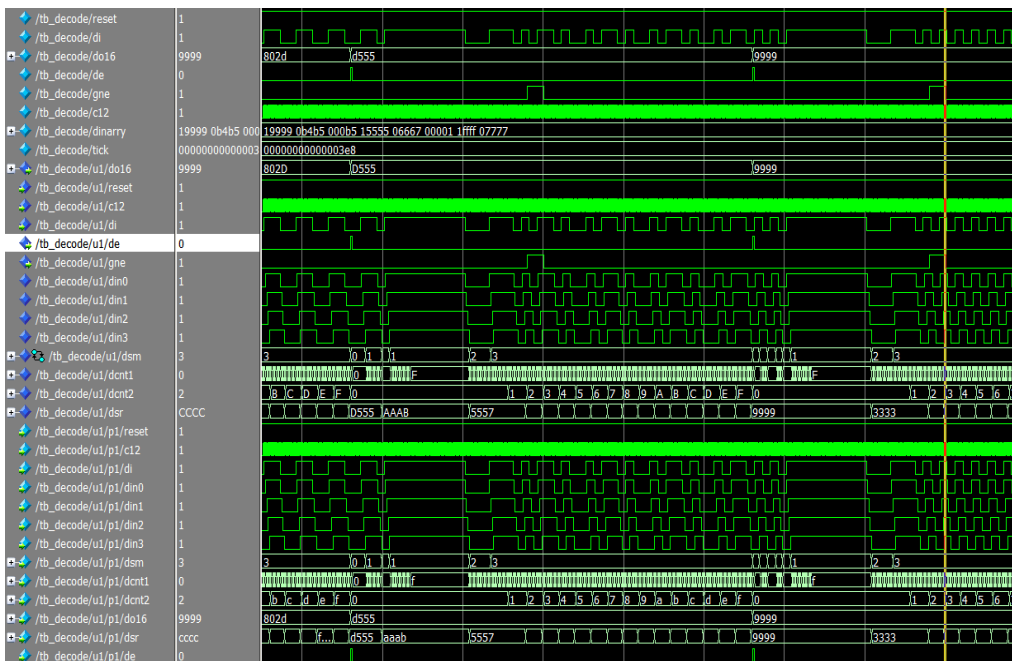 /tb_decode/reset 1
/tb_decode/di 1
/tb_decode/do16 9999 802d d555 9999
/tb_decode/de 0
/tb_decode/gne 1
/tb_decode/c12 1
/tb_decode/dinarry 19999 0b4b5 000 19999 0b4b5 000b5 15555 06667 00001 1ffff 07777
/tb_decode/tick 00000000000003 00000000000003e8
/tb_decode/u1/do16 9999 802D D555 9999
/tb_decode/u1/reset 1
/tb_decode/u1/c12 1
/tb_decode/u1/di 1
/tb_decode/u1/de 0
/tb_decode/u1/gne 1
/tb_decode/u1/din0 1
/tb_decode/u1/din1 1
/tb_decode/u1/din2 1
/tb_decode/u1/din3 1
/tb_decode/u1/dsm 3 3 0 1 1 2 3 1 2 3
/tb_decode/u1/dcnt1 0 0 F F
/tb_decode/u1/dcnt2 2 B C D E F 0 1 2 3 4 5 6 7 8 9 A B C D E F 0 1 2 3 4 5 6
/tb_decode/u1/dsr CCCC D555 AAAB 5557 9999 3333
/tb_decode/u1/p1/reset 1
/tb_decode/u1/p1/c12 1
/tb_decode/u1/p1/di 1
/tb_decode/u1/p1/din0 1
/tb_decode/u1/p1/din1 1
/tb_decode/u1/p1/din2 1
/tb_decode/u1/p1/din3 1
/tb_decode/u1/p1/dsm 3 3 0 1 1 2 3 1 2 3
/tb_decode/u1/p1/dcnt1 0 0 f f
/tb_decode/u1/p1/dcnt2 2 b c d e f 0 1 2 3 4 5 6 7 8 9 a b c d e f 0 1 2 3 4 5 6
/tb_decode/u1/p1/do16 9999 802d d555 9999
/tb_decode/u1/p1/dsr cccc f... d555 aaab 5557 9999 3333
/tb_decode/u1/p1/de 0